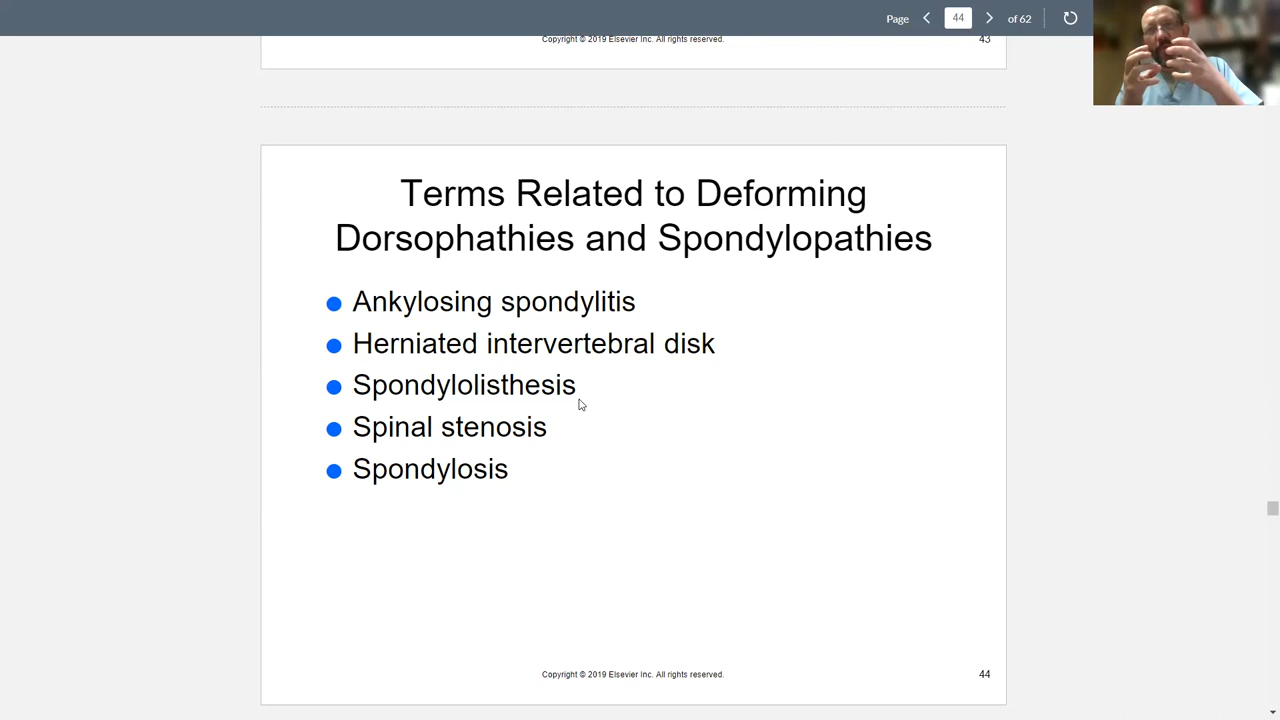 Page 44 of 62
Copyright © 2019 Elsevier Inc. All rights reserved. 43
Terms Related to Deforming
Dorsophathies and Spondylopathies
Ankylosing spondylitis
Herniated intervertebral disk
Spondylolisthesis
Spinal stenosis
Spondylosis
Copyright © 2019 Elsevier Inc. All rights reserved. 44